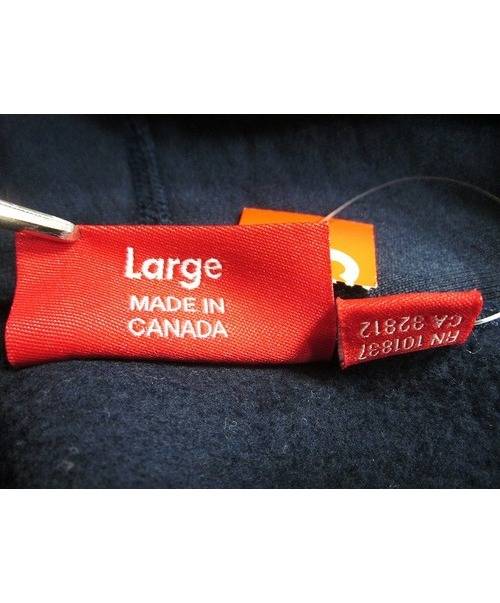 Large
MADE IN
CANADA
RN 101837
CA 32812